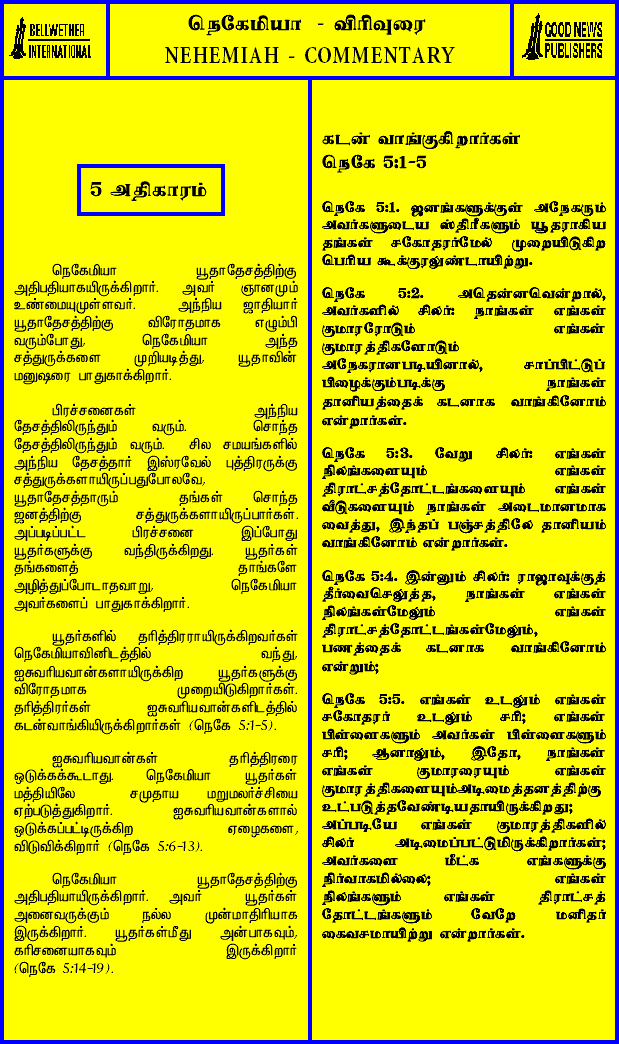 BELLWETHER
INTERNATIONAL
நெகேமியா - விரிவுரை
NEHEMIAH - COMMENTARY
GOOD NEWS
PUBLISHERS
5 அதிகாரம்
நெகேமியா யூதாதேசத்திற்கு
அதிபதியாகயிருக்கிறார். அவர் ஞானமும்
உண்மையுமுள்ளவர். அந்நிய ஜாதியார்
யூதாதேசத்திற்கு விரோதமாக எழும்பி
வரும்போது, நெகேமியா அந்த
சத்துருக்களை முறியடித்து, யூதாவின்
மனுஷரை பாதுகாக்கிறார்.
பிரச்சனைகள் அந்நிய
தேசத்திலிருந்தும் வரும். சொந்த
தேசத்திலிருந்தும் வரும். சில சமயங்களில்
அந்நிய தேசத்தார் இஸ்ரவேல் புத்திரருக்கு
சத்துருக்களாயிருப்பதுபோலவே,
யூதாதேசத்தாரும் தங்கள் சொந்த
ஜனத்திற்கு சத்துருக்களாயிருப்பார்கள்.
அப்படிப்பட்ட பிரச்சனை இப்போது
யூதர்களுக்கு வந்திருக்கிறது. யூதர்கள்
தங்களைத் தாங்களே
அழித்துப்போடாதவாறு, நெகேமியா
அவர்களைப் பாதுகாக்கிறார்.
யூதர்களில் தரித்திரராயிருக்கிறவர்கள்
நெகேமியாவினிடத்தில் வந்து,
ஐசுவரியவான்களாயிருக்கிற யூதர்களுக்கு
விரோதமாக முறையிடுகிறார்கள்.
தரித்திரர்கள் ஐசுவரியவான்களிடத்தில்
கடன்வாங்கியிருக்கிறார்கள் (நெகே 5:1-5).
ஐசுவரியவான்கள் தரித்திரரை
ஒடுக்கக்கூடாது. நெகேமியா யூதர்கள்
மத்தியிலே சமுதாய மறுமலர்ச்சியை
ஏற்படுத்துகிறார். ஐசுவரியவான்களால்
ஒடுக்கப்பட்டிருக்கிற ஏழைகளை,
விடுவிக்கிறார் (நெகே 5:6-13).
நெகேமியா யூதாதேசத்திற்கு
அதிபதியாயிருக்கிறார். அவர் யூதர்கள்
அனைவருக்கும் நல்ல முன்மாதிரியாக
இருக்கிறார். யூதர்கள்மீது அன்பாகவும்,
கரிசனையாகவும் இருக்கிறார்
(நெகே 5:14-19).
கடன் வாங்குகிறார்கள்
நெகே 5:1-5
நெகே 5:1. ஜனங்களுக்குள் அநேகரும்
அவர்களுடைய ஸ்திரீகளும் யூதராகிய
தங்கள் சகோதரர்மேல் முறையிடுகிற
பெரிய கூக்குரலுண்டாயிற்று.
நெகே 5:2. அதென்னவென்றால்,
அவர்களில் சிலர்: நாங்கள் எங்கள்
குமாரரோடும் எங்கள்
குமாரத்திகளோடும்
அநேகரானபடியினால், சாப்பிட்டுப்
பிழைக்கும்படிக்கு நாங்கள்
தானியத்தைக் கடனாக வாங்கினோம்
என்றார்கள்.
நெகே 5:3. வேறு சிலர்: எங்கள்
நிலங்களையும் எங்கள்
திராட்சத்தோட்டங்களையும் எங்கள்
வீடுகளையும் நாங்கள் அடைமானமாக
வைத்து, இந்தப் பஞ்சத்திலே தானியம்
வாங்கினோம் என்றார்கள்.
நெகே 5:4. இன்னும் சிலர்: ராஜாவுக்குத்
தீர்வைசெலுத்த, நாங்கள் எங்கள்
நிலங்கள்மேலும் எங்கள்
திராட்சத்தோட்டங்கள்மேலும்,
பணத்தைக் கடனாக வாங்கினோம்
என்றும்;
நெகே 5:5. எங்கள் உடலும் எங்கள்
சகோதரர் உடலும் சரி; எங்கள்
பிள்ளைகளும் அவர்கள் பிள்ளைகளும்
சரி; ஆனாலும், இதோ, நாங்கள்
எங்கள் குமாரரையும் எங்கள்
குமாரத்திகளையும்அடிமைத்தனத்திற்கு
உட்படுத்தவேண்டியதாயிருக்கிறது;
அப்படியே எங்கள் குமாரத்திகளில்
சிலர் அடிமைப்பட்டுமிருக்கிறார்கள்;
அவர்களை மீட்க எங்களுக்கு
நிர்வாகமில்லை; எங்கள்
நிலங்களும் எங்கள் திராட்சத்
தோட்டங்களும் வேறே மனிதர்
கைவசமாயிற்று என்றார்கள்.